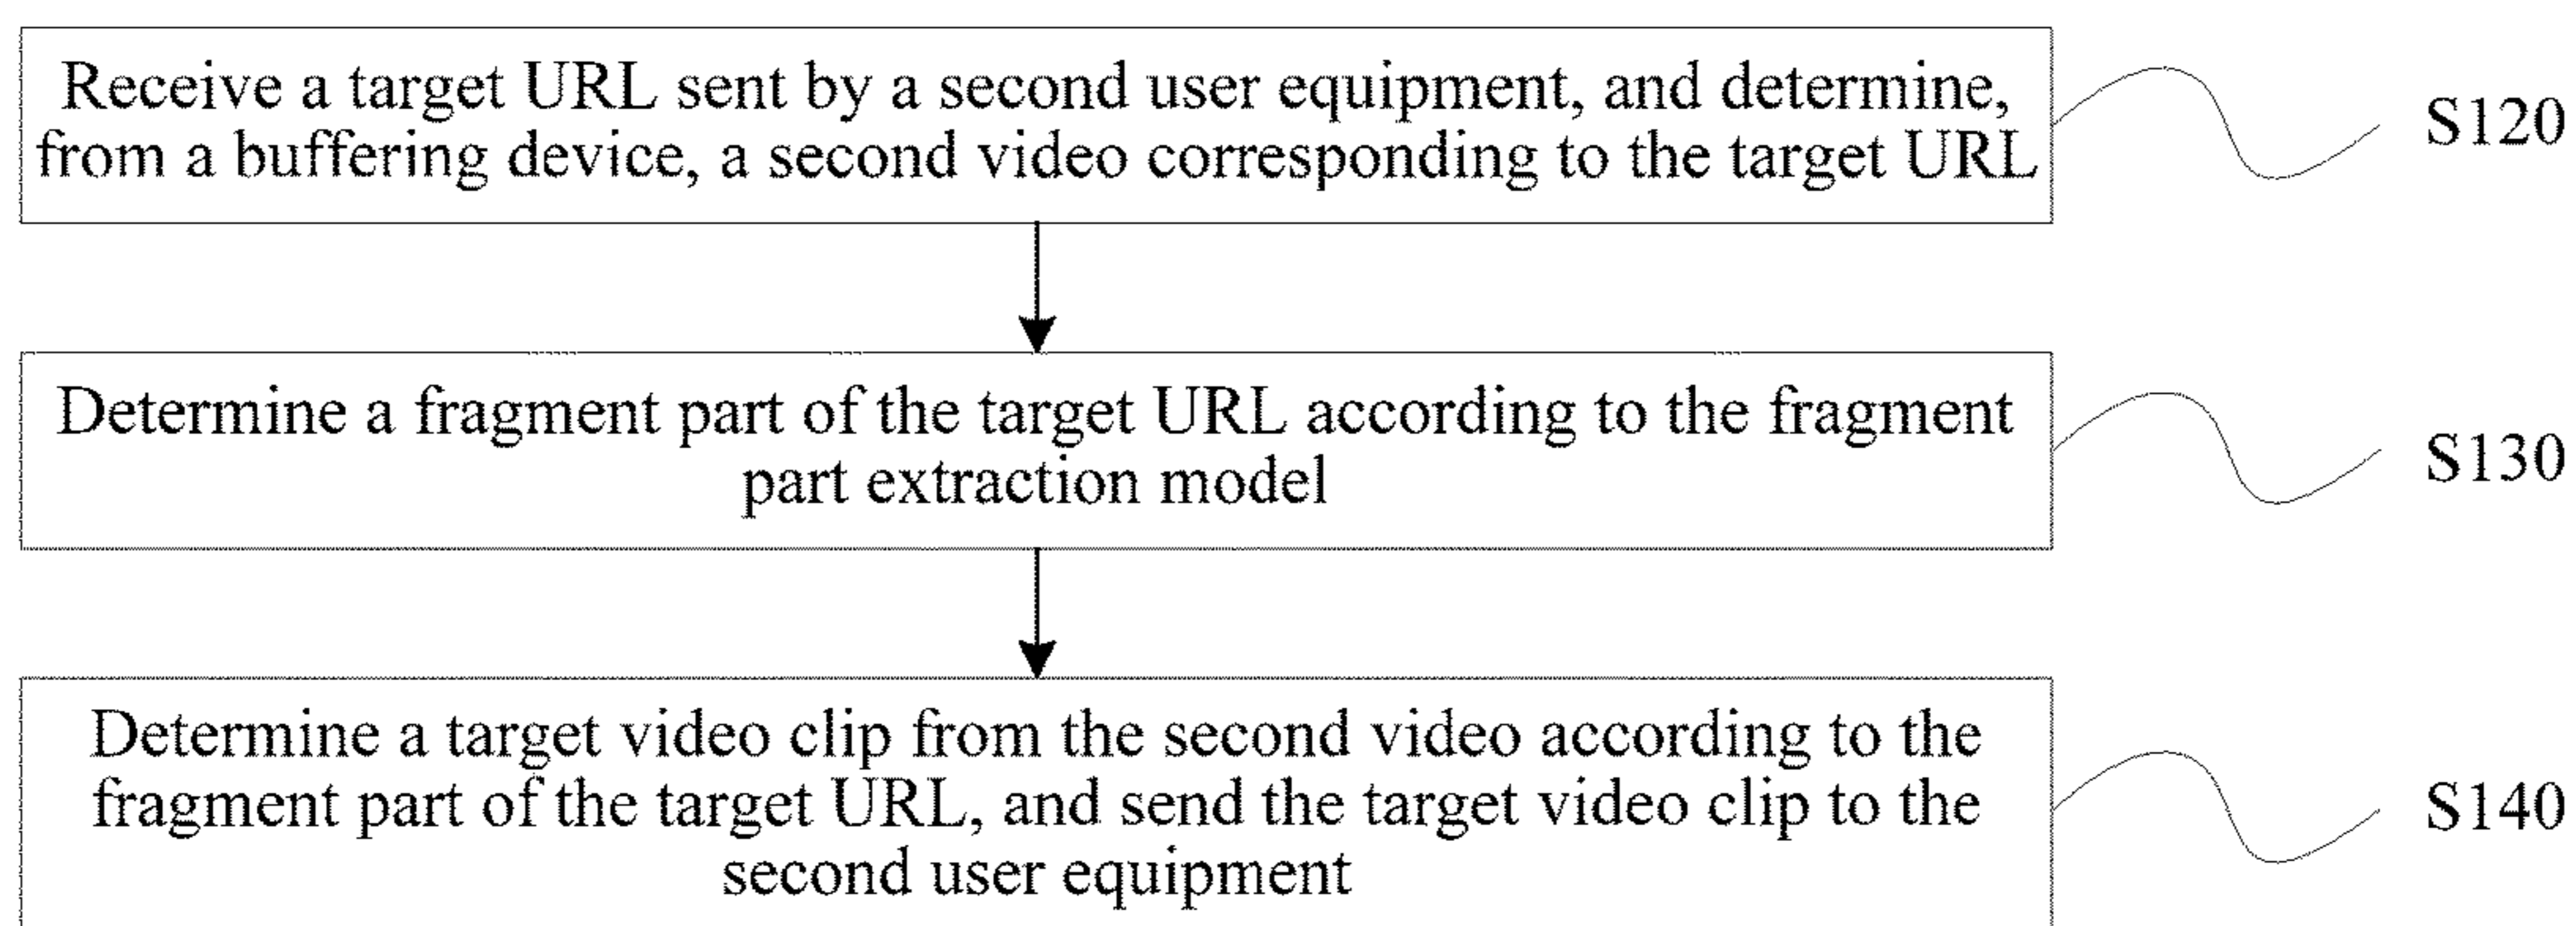 Receive a target URL sent by a second user equipment, and determine,
from a buffering device, a second video corresponding to the target URL
S120
Determine a fragment part of the target URL according to the fragment
part extraction model
S130
Determine a target video clip from the second video according to the
fragment part of the target URL, and send the target video clip to the
second user equipment
S140